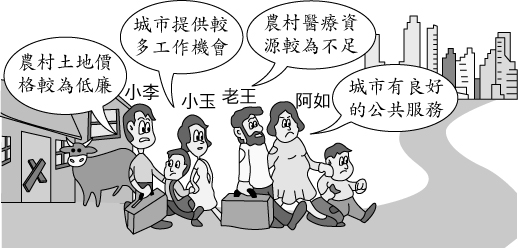 農村土地價
格較為低廉
小李
城市提供較
多工作機會
小玉
農村醫療資
源較為不足
老王
城市有良好
的公共服務
阿如